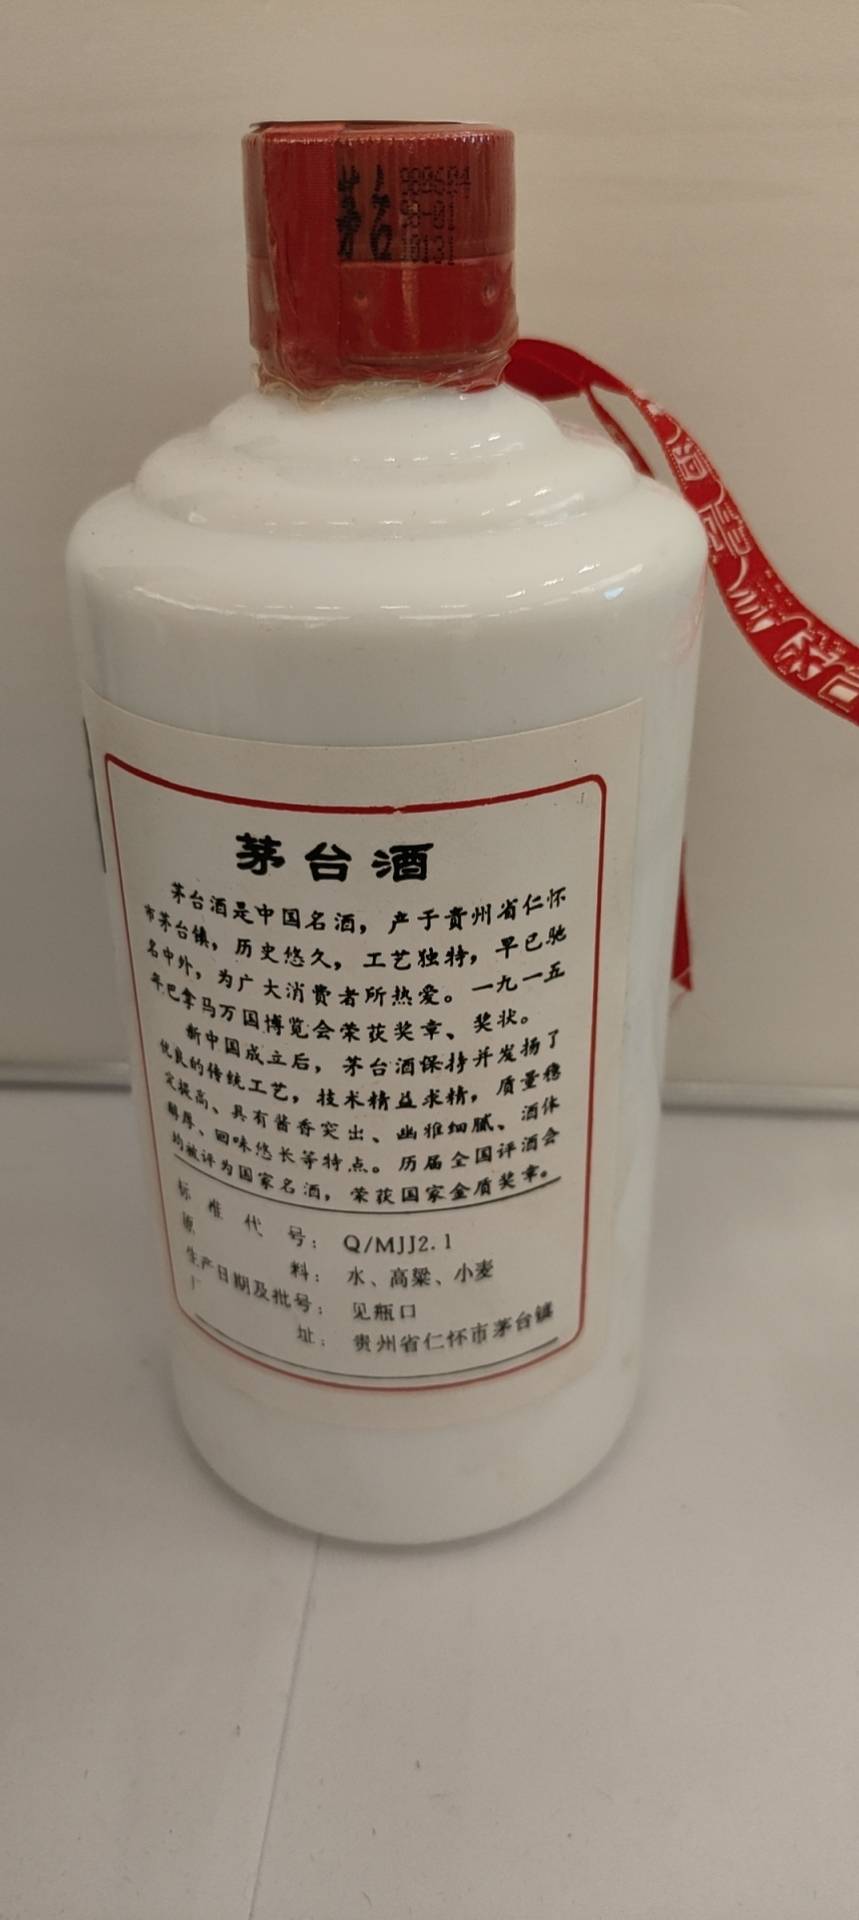 茅台
980604
98-01
10131
茅台酒
茅台酒是中国名酒，产于贵州省仁怀
市茅台镇，历史悠久，工艺独特，早已驰
名中外，为广大消费者所热爱。一九一五
年巴拿马万国博览会荣获奖章、奖状。
新中国成立后，茅台酒保持并发扬了
优良的传统工艺，技术精益求精，质量稳
定提高、具有酱香突出、幽雅细腻、酒体
醇厚、回味悠长等特点。历届全国评酒会
均被评为国家名酒，荣获国家金质奖章。
标准代号：Q/MJJ2.1
原料：水、高粱、小麦
生产日期及批号：见瓶口
厂址：贵州省仁怀市茅台镇